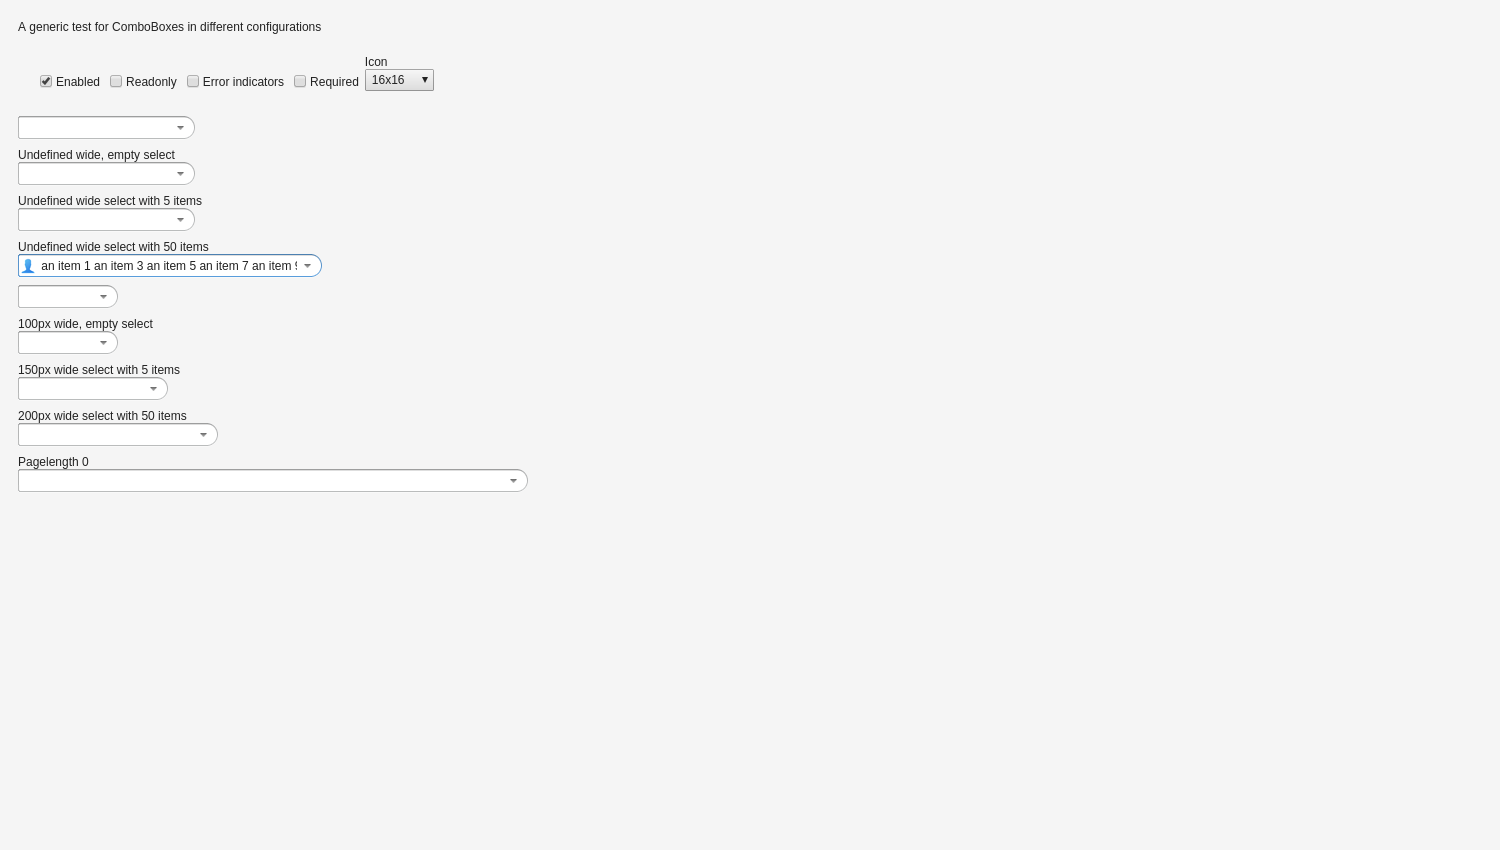 A generic test for ComboBoxes in different configurations
Icon
Enabled Readonly Error indicators Required 16x16
Undefined wide, empty select
Undefined wide select with 5 items
Undefined wide select with 50 items
an item 1 an item 3 an item 5 an item 7 an item
100px wide, empty select
150px wide select with 5 items
200px wide select with 50 items
Pagelength 0